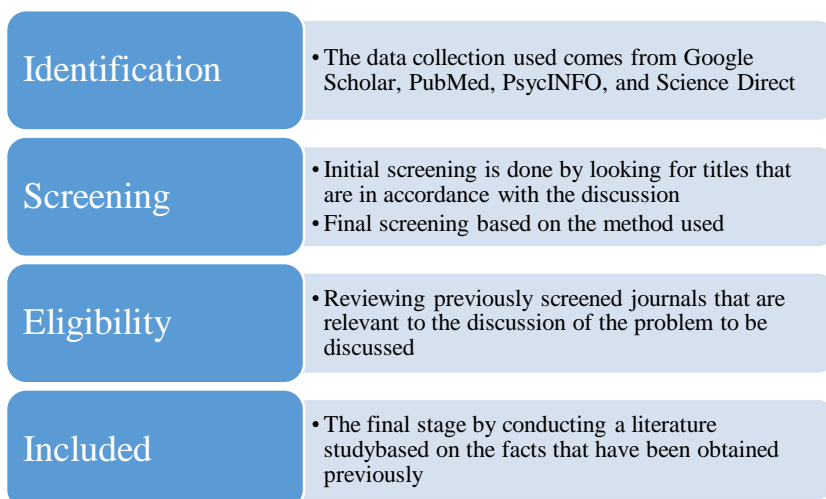 Identification
• The data collection used comes from Google
Scholar, PubMed, PsycINFO, and Science Direct
Screening
• Initial screening is done by looking for titles that
are in accordance with the discussion
• Final screening based on the method used
Eligibility
• Reviewing previously screened journals that are
relevant to the discussion of the problem to be
discussed
Included
• The final stage by conducting a literature
studybased on the facts that have been obtained
previously